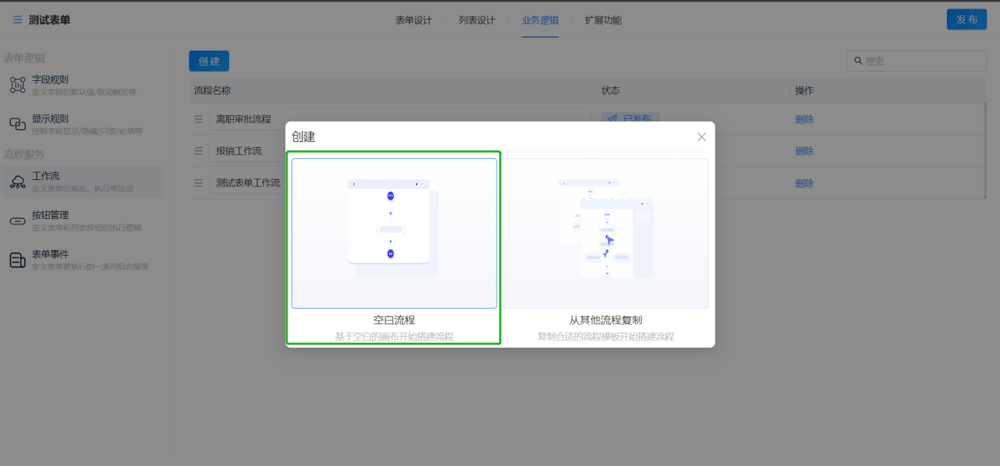 测试表单
表单设计
列表设计
业务逻辑
扩展功能
发 布
表单逻辑
字段规则
定义字段的默认值/联动触发等
显示规则
控制字段显示/隐藏/只读/必填等
流程服务
工作流
定义表单的审批、执行等活动
按钮管理
定义表单和列表按钮的执行逻辑
表单事件
定义表单要执行的一系列后台服务
创 建
搜索
流程名称
状态
操作
离职审批流程
已发布
删除
报销工作流
删除
测试表单工作流
删除
创建
空白流程
基于空白的画布开始搭建流程
从其他流程复制
复制合适的流程模板开始搭建流程